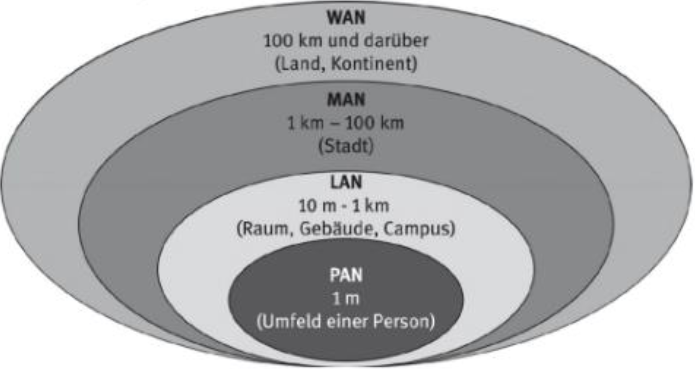 WAN
100 km und darüber
(Land, Kontinent)
MAN
1 km – 100 km
(Stadt)
LAN
10 m - 1 km
(Raum, Gebäude, Campus)
PAN
1 m
(Umfeld einer Person)